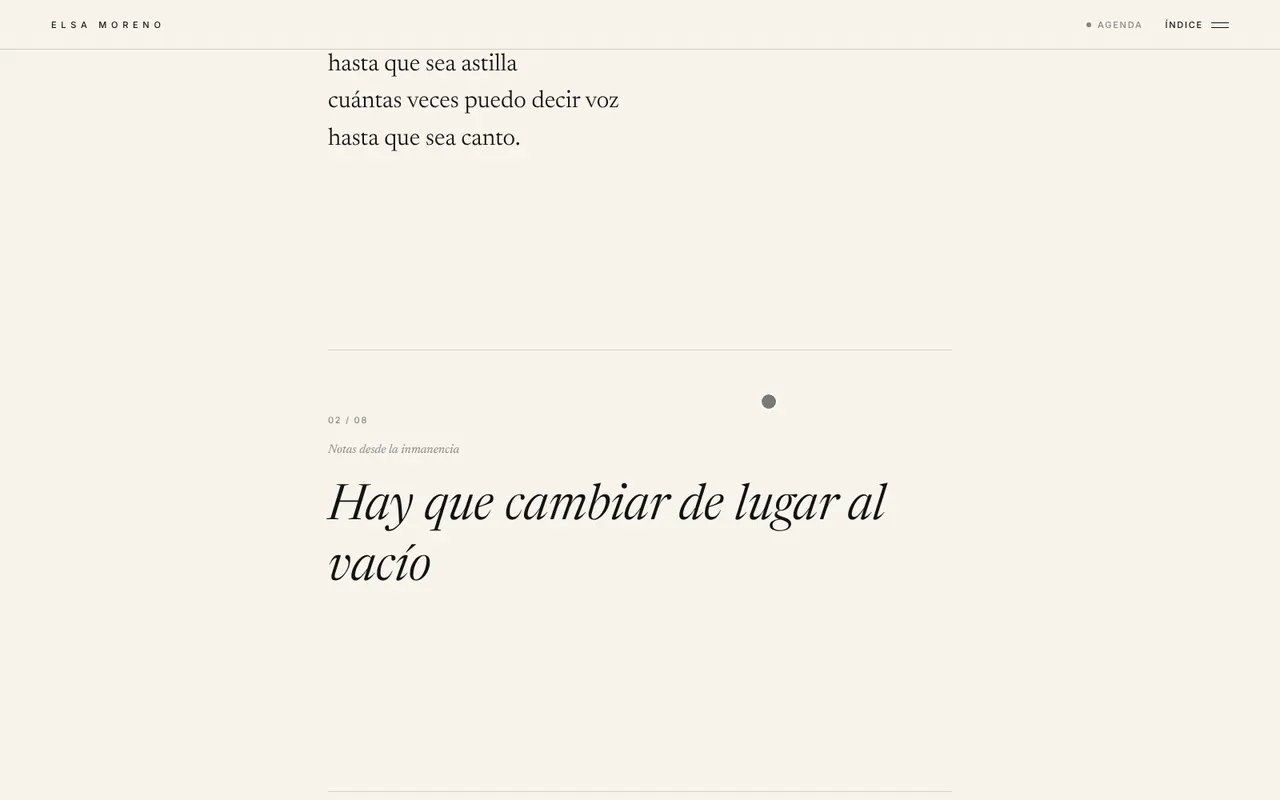 ELSA MORENO
AGENDA
ÍNDICE
hasta que sea astilla
cuántas veces puedo decir voz
hasta que sea canto.
02 / 08
Notas desde la inmanencia
Hay que cambiar de lugar al
vacío